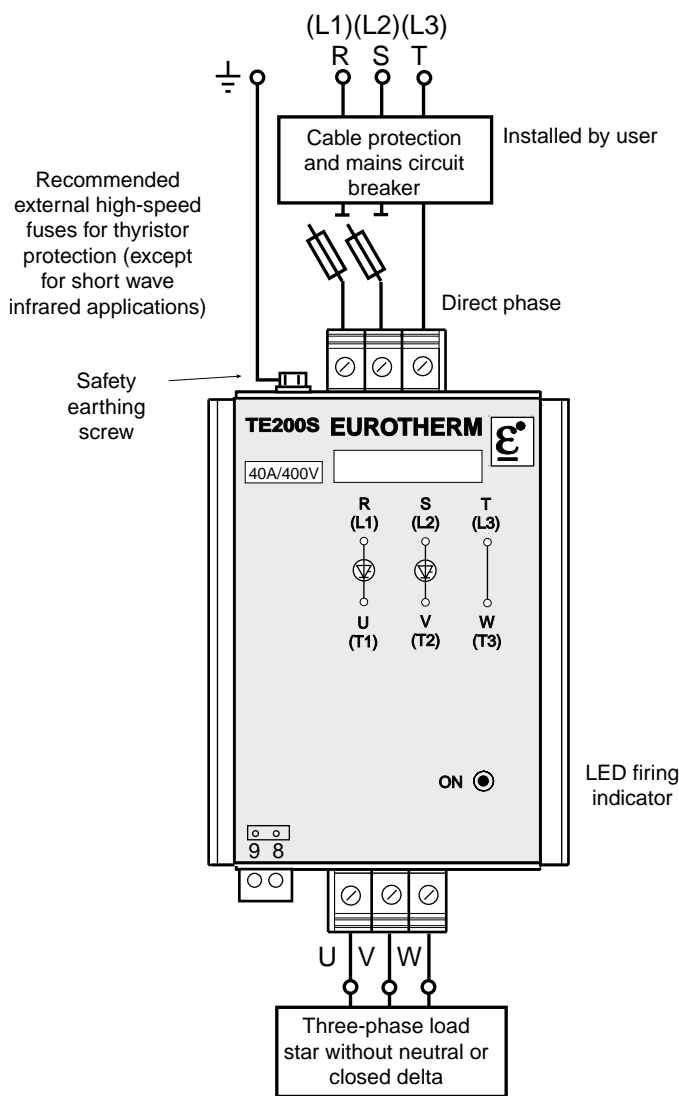 (L1)(L2)(L3)
R S T
Cable protection
and mains circuit
breaker
Installed by user
Recommended
external high-speed
fuses for thyristor
protection (except
for short wave
infrared applications)
Direct phase
Safety
earthing
screw
TE200S EUROTHERM
40A/400V
R S T
(L1) (L2) (L3)
U V W
(T1) (T2) (T3)
ON
LED firing
indicator
9 8
U V W
Three-phase load
star without neutral or
closed delta